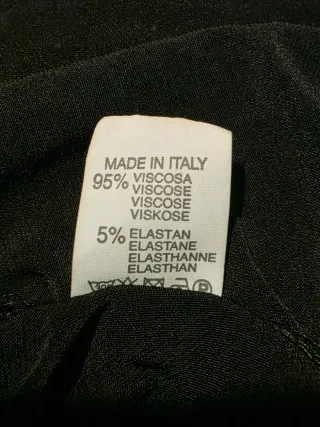 MADE IN ITALY
95% VISCOSA
VISCOSE
VISCOSE
VISKOSE
5% ELASTAN
ELASTANE
ELASTHANNE
ELASTHAN
P